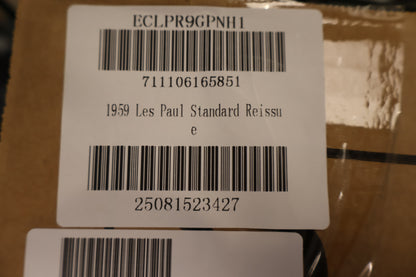 ECLPR9GPNH1
711106165851
1959 Les Paul Standard Reissu
e
25081523427